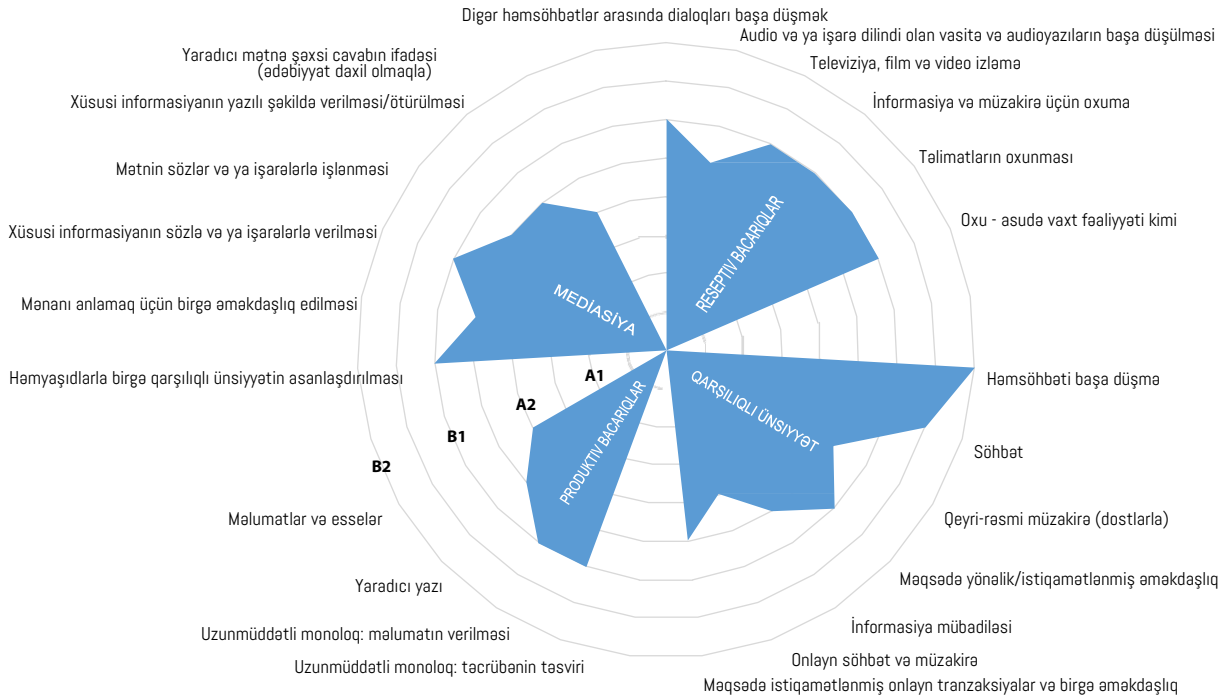 Digər həmsöhbətlər arasında dialoqları başa düşmək
Audio və ya işarə dilindi olan vasitə və audioyazıların başa düşülməsi
Televiziya, film və video izləmə
İnformasiya və müzakirə üçün oxuma
Təlimatların oxunması
Oxu - asudə vaxt fəaliyyəti kimi
Həmsöhbəti başa düşmə
Söhbət
Qeyri-rəsmi müzakirə (dostlarla)
Məqsədə yönəlik/istiqamətlənmiş əməkdaşlıq
İnformasiya mübadiləsi
Onlayn söhbət və müzakirə
Məqsədə istiqamətlənmiş onlayn tranzaksiyalar və birgə əməkdaşlıq
Uzunmüddətli monoloq: təcrübənin təsviri
Uzunmüddətli monoloq: məlumatın verilməsi
Yaradıcı yazı
Məlumatlar və esselər
Həmyaşıdlarla birgə qarşılıqlı ünsiyyətin asanlaşdırılması
Mənanı anlamaq üçün birgə əməkdaşlıq edilməsi
Xüsusi informasiyanın sözlə və ya işarələrlə verilməsi
Mətnin sözlər və ya işarələrlə işlənməsi
Xüsusi informasiyanın yazılı şəkildə verilməsi/ötürülməsi
Yaradıcı mətnə şəxsi cavabın ifadəsi
(ədəbiyyat daxil olmaqla)
RESEPTIV BACARIQLAR
QARŞILIQLI ÜNSIYYƏT
PRODUKTIV BACARIQLAR
MEDİASİYA
A1
A2
B1
B2